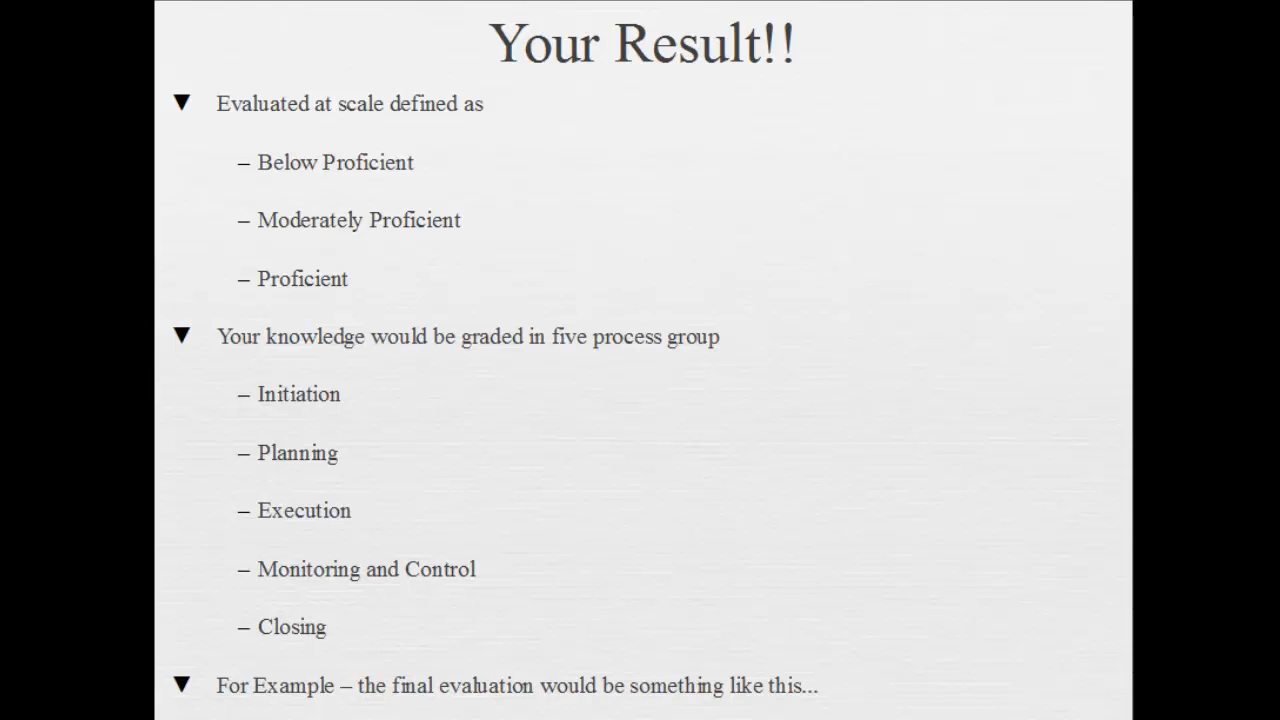 Your Result!!
▼ Evaluated at scale defined as
– Below Proficient
– Moderately Proficient
– Proficient
▼ Your knowledge would be graded in five process group
– Initiation
– Planning
– Execution
– Monitoring and Control
– Closing
▼ For Example – the final evaluation would be something like this...